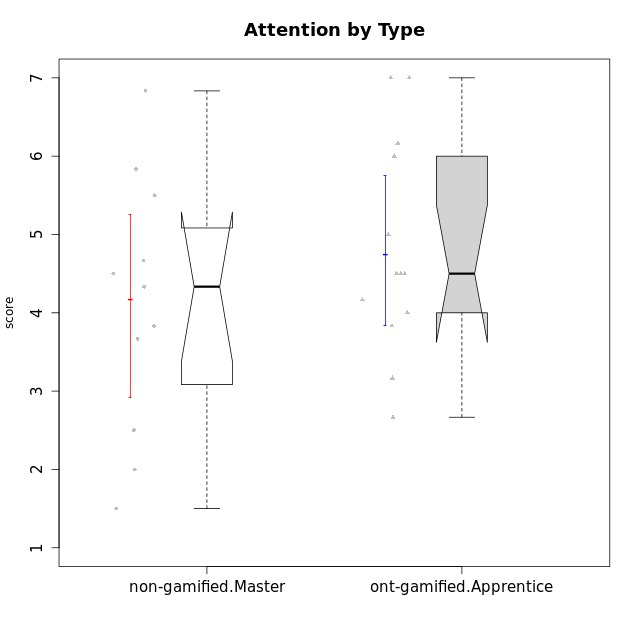 Attention by Type
7
6
5
4
3
2
1
score
non-gamified.Master
ont-gamified.Apprentice